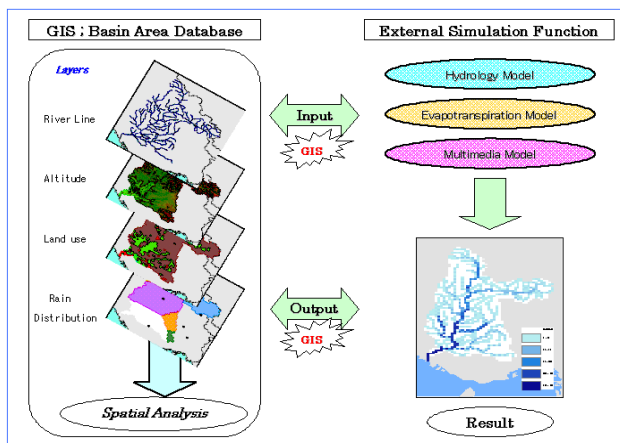 GIS ; Basin Area Database
Layers
River Line
Altitude
Land use
Rain
Distribution
Spatial Analysis
Input
GIS
Output
GIS
External Simulation Function
Hydrology Model
Evapotranspiration Model
Multimedia Model
Result